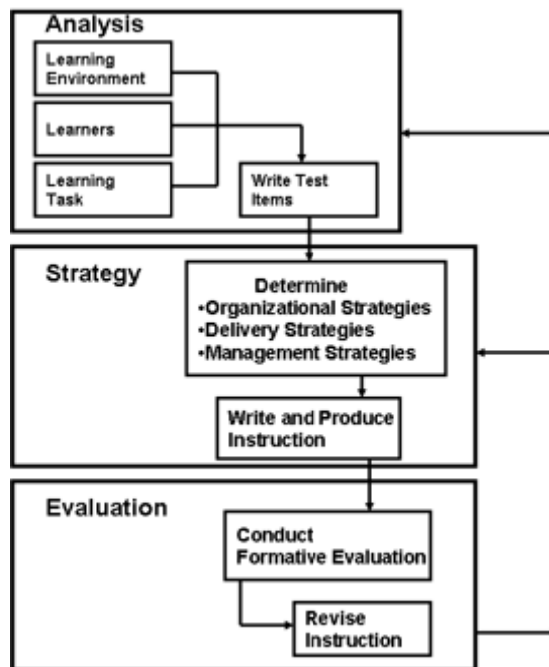 Analysis
Learning
Environment
Learners
Learning
Task
Write Test
Items
Strategy
Determine
•Organizational Strategies
•Delivery Strategies
•Management Strategies
Write and Produce
Instruction
Evaluation
Conduct
Formative Evaluation
Revise
Instruction